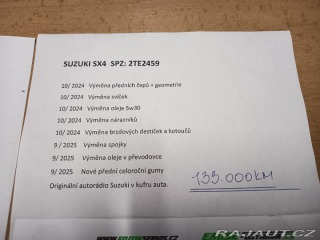 SUZUKI SX4 SPZ: 2TE2459
10/ 2024 Výměna předních čepů + geometrie
10/ 2024 Výměna svíček
10/ 2024 Výměna oleje 5w30
10/ 2024 Výměna nárazníků
10/ 2024 Výměna brzdových destiček a kotoučů
9 / 2025 Výměna spojky
9/ 2025 Výměna oleje v převodovce
9/ 2025 Nové přední celoroční gumy
133.000KM
Originální autorádio Suzuki v kufru auta.
RAJAUT.CZ